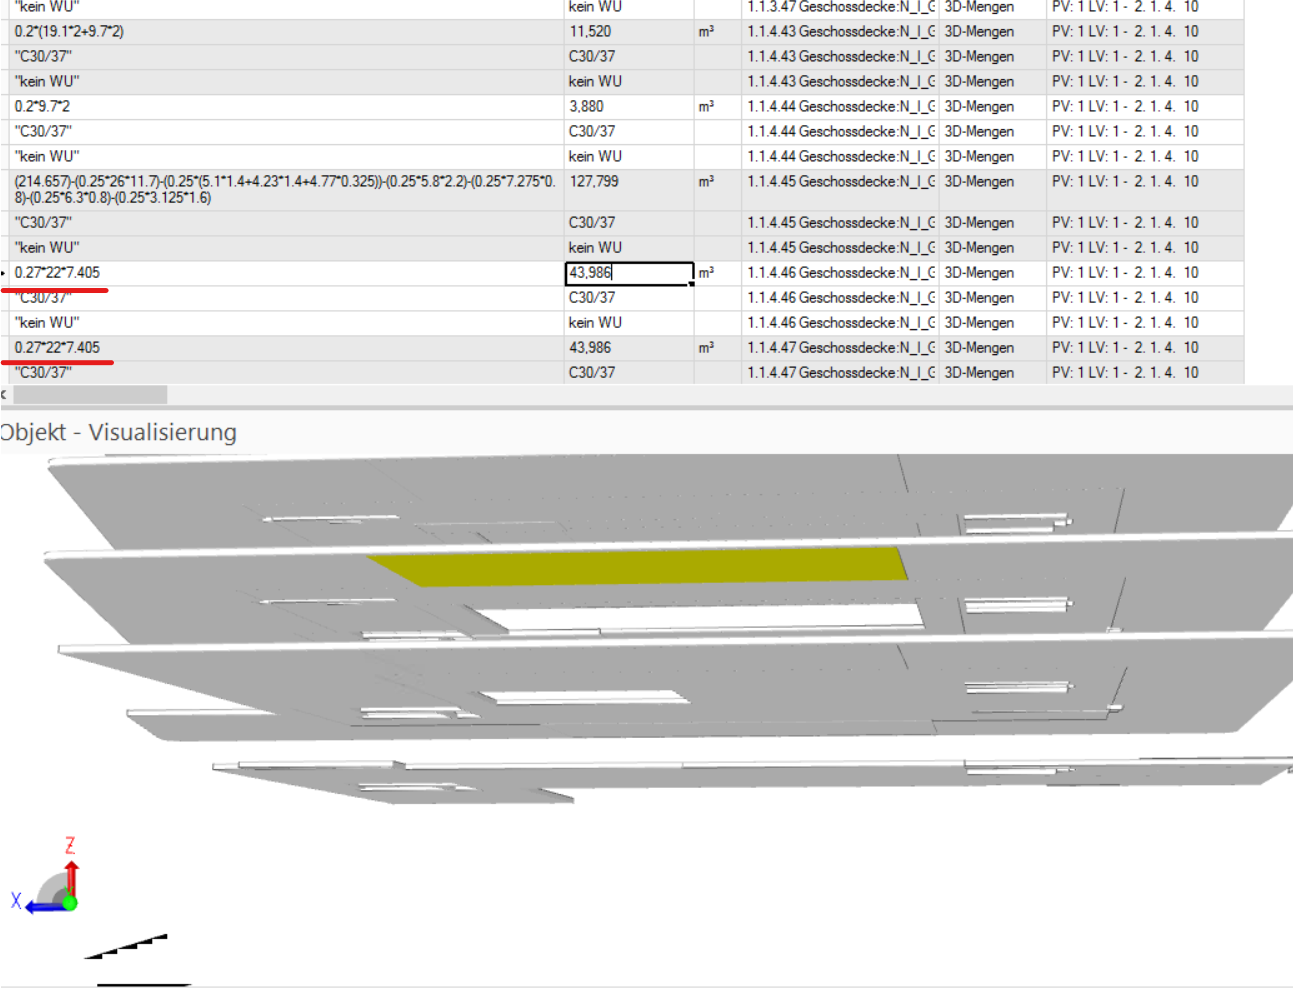 "kein WU" kein WU 1.1.3.47 Geschossdecke:N_I_G 3D-Mengen PV: 1 LV: 1 - 2. 1. 4. 10
0.2*(19.1*2+9.7*2) 11,520 m³ 1.1.4.43 Geschossdecke:N_I_G 3D-Mengen PV: 1 LV: 1 - 2. 1. 4. 10
"C30/37" C30/37 1.1.4.43 Geschossdecke:N_I_G 3D-Mengen PV: 1 LV: 1 - 2. 1. 4. 10
"kein WU" kein WU 1.1.4.43 Geschossdecke:N_I_G 3D-Mengen PV: 1 LV: 1 - 2. 1. 4. 10
0.2*9.7*2 3,880 m³ 1.1.4.44 Geschossdecke:N_I_G 3D-Mengen PV: 1 LV: 1 - 2. 1. 4. 10
"C30/37" C30/37 1.1.4.44 Geschossdecke:N_I_G 3D-Mengen PV: 1 LV: 1 - 2. 1. 4. 10
"kein WU" kein WU 1.1.4.44 Geschossdecke:N_I_G 3D-Mengen PV: 1 LV: 1 - 2. 1. 4. 10
(214.657)-(0.25*26*11.7)-(0.25*(5.1*1.4+4.23*1.4+4.77*0.325))-(0.25*5.8*2.2)-(0.25*7.275*0. 127,799 m³ 1.1.4.45 Geschossdecke:N_I_G 3D-Mengen PV: 1 LV: 1 - 2. 1. 4. 10
8)-(0.25*6.3*0.8)-(0.25*3.125*1.6)
"C30/37" C30/37 1.1.4.45 Geschossdecke:N_I_G 3D-Mengen PV: 1 LV: 1 - 2. 1. 4. 10
"kein WU" kein WU 1.1.4.45 Geschossdecke:N_I_G 3D-Mengen PV: 1 LV: 1 - 2. 1. 4. 10
0.27*22*7.405 43,986 m³ 1.1.4.46 Geschossdecke:N_I_G 3D-Mengen PV: 1 LV: 1 - 2. 1. 4. 10
"C30/37" C30/37 1.1.4.46 Geschossdecke:N_I_G 3D-Mengen PV: 1 LV: 1 - 2. 1. 4. 10
"kein WU" kein WU 1.1.4.46 Geschossdecke:N_I_G 3D-Mengen PV: 1 LV: 1 - 2. 1. 4. 10
0.27*22*7.405 43,986 m³ 1.1.4.47 Geschossdecke:N_I_G 3D-Mengen PV: 1 LV: 1 - 2. 1. 4. 10
"C30/37" C30/37 1.1.4.47 Geschossdecke:N_I_G 3D-Mengen PV: 1 LV: 1 - 2. 1. 4. 10
Objekt - Visualisierung
Z
X